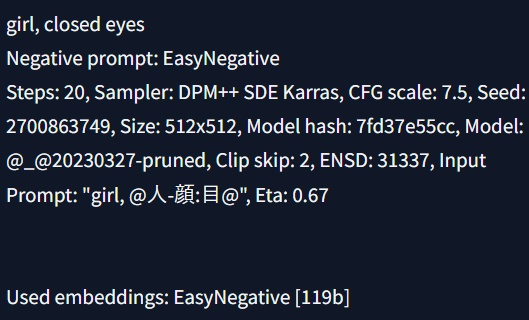 girl, closed eyes
Negative prompt: EasyNegative
Steps: 20, Sampler: DPM++ SDE Karras, CFG scale: 7.5, Seed:
2700863749, Size: 512x512, Model hash: 7fd37e55cc, Model:
@_@20230327-pruned, Clip skip: 2, ENSD: 31337, Input
Prompt: "girl, @人-顔:目@", Eta: 0.67
Used embeddings: EasyNegative [119b]